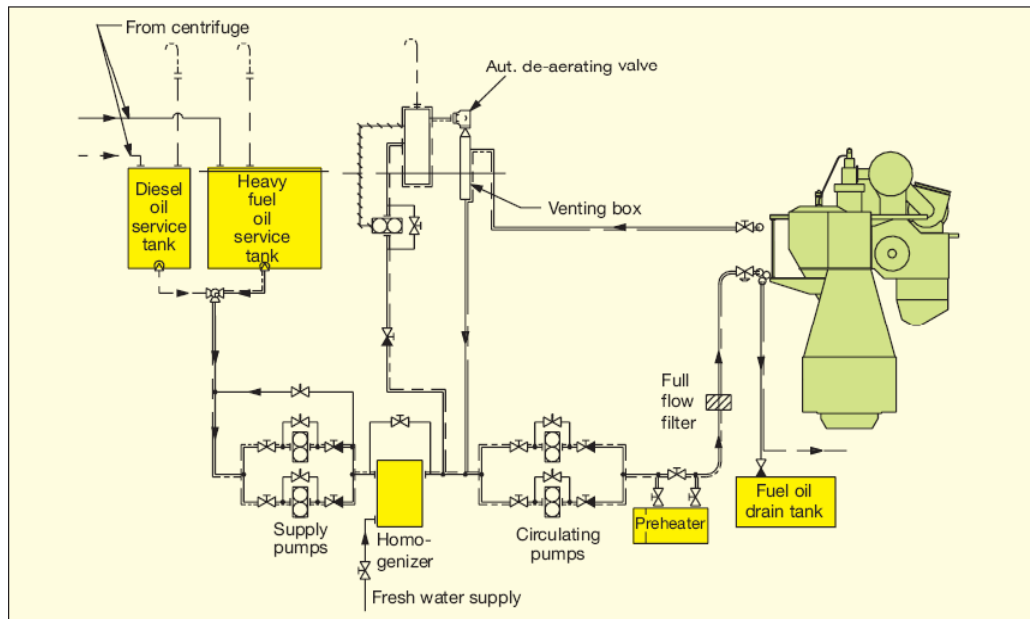 From centrifuge
Aut. de-aerating valve
Diesel
oil
service
tank
Heavy
fuel
oil
service
tank
Venting box
Full
flow
filter
Supply
pumps
Homo-
genizer
Circulating
pumps
Preheater
Fuel oil
drain tank
Fresh water supply